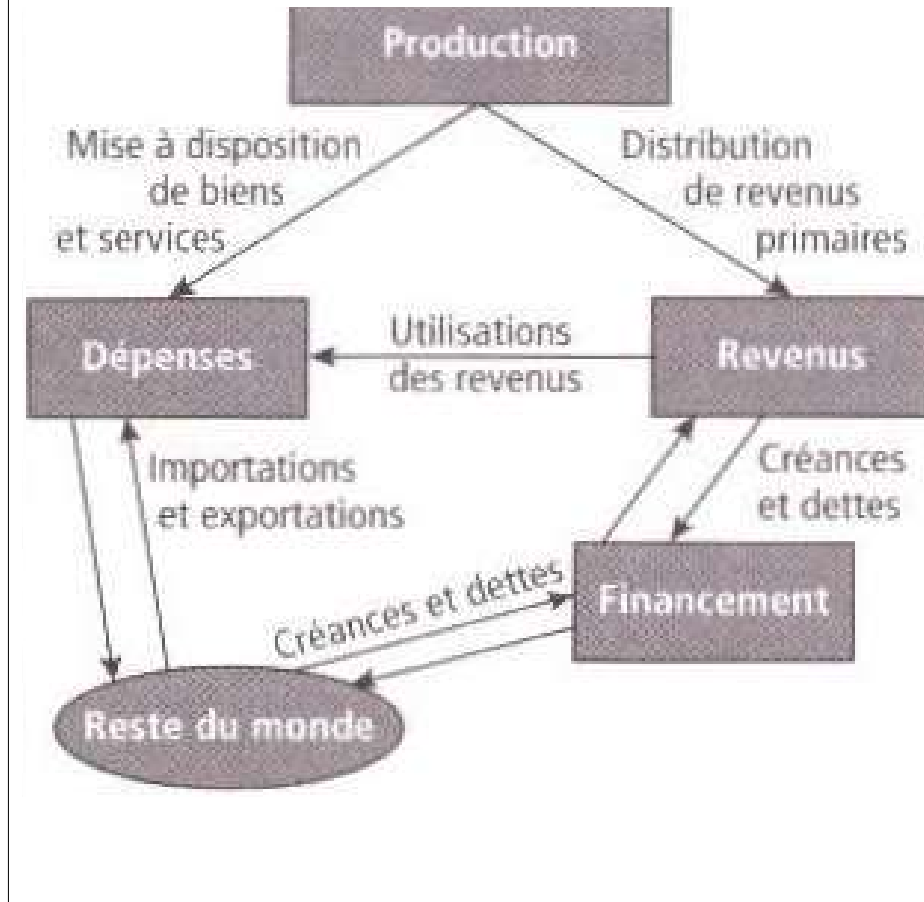 Production
Mise à disposition
de biens
et services
Distribution
de revenus
primaires
Dépenses
Utilisations
des revenus
Revenus
Importations
et exportations
Créances
et dettes
Créances et dettes
Financement
Reste du monde